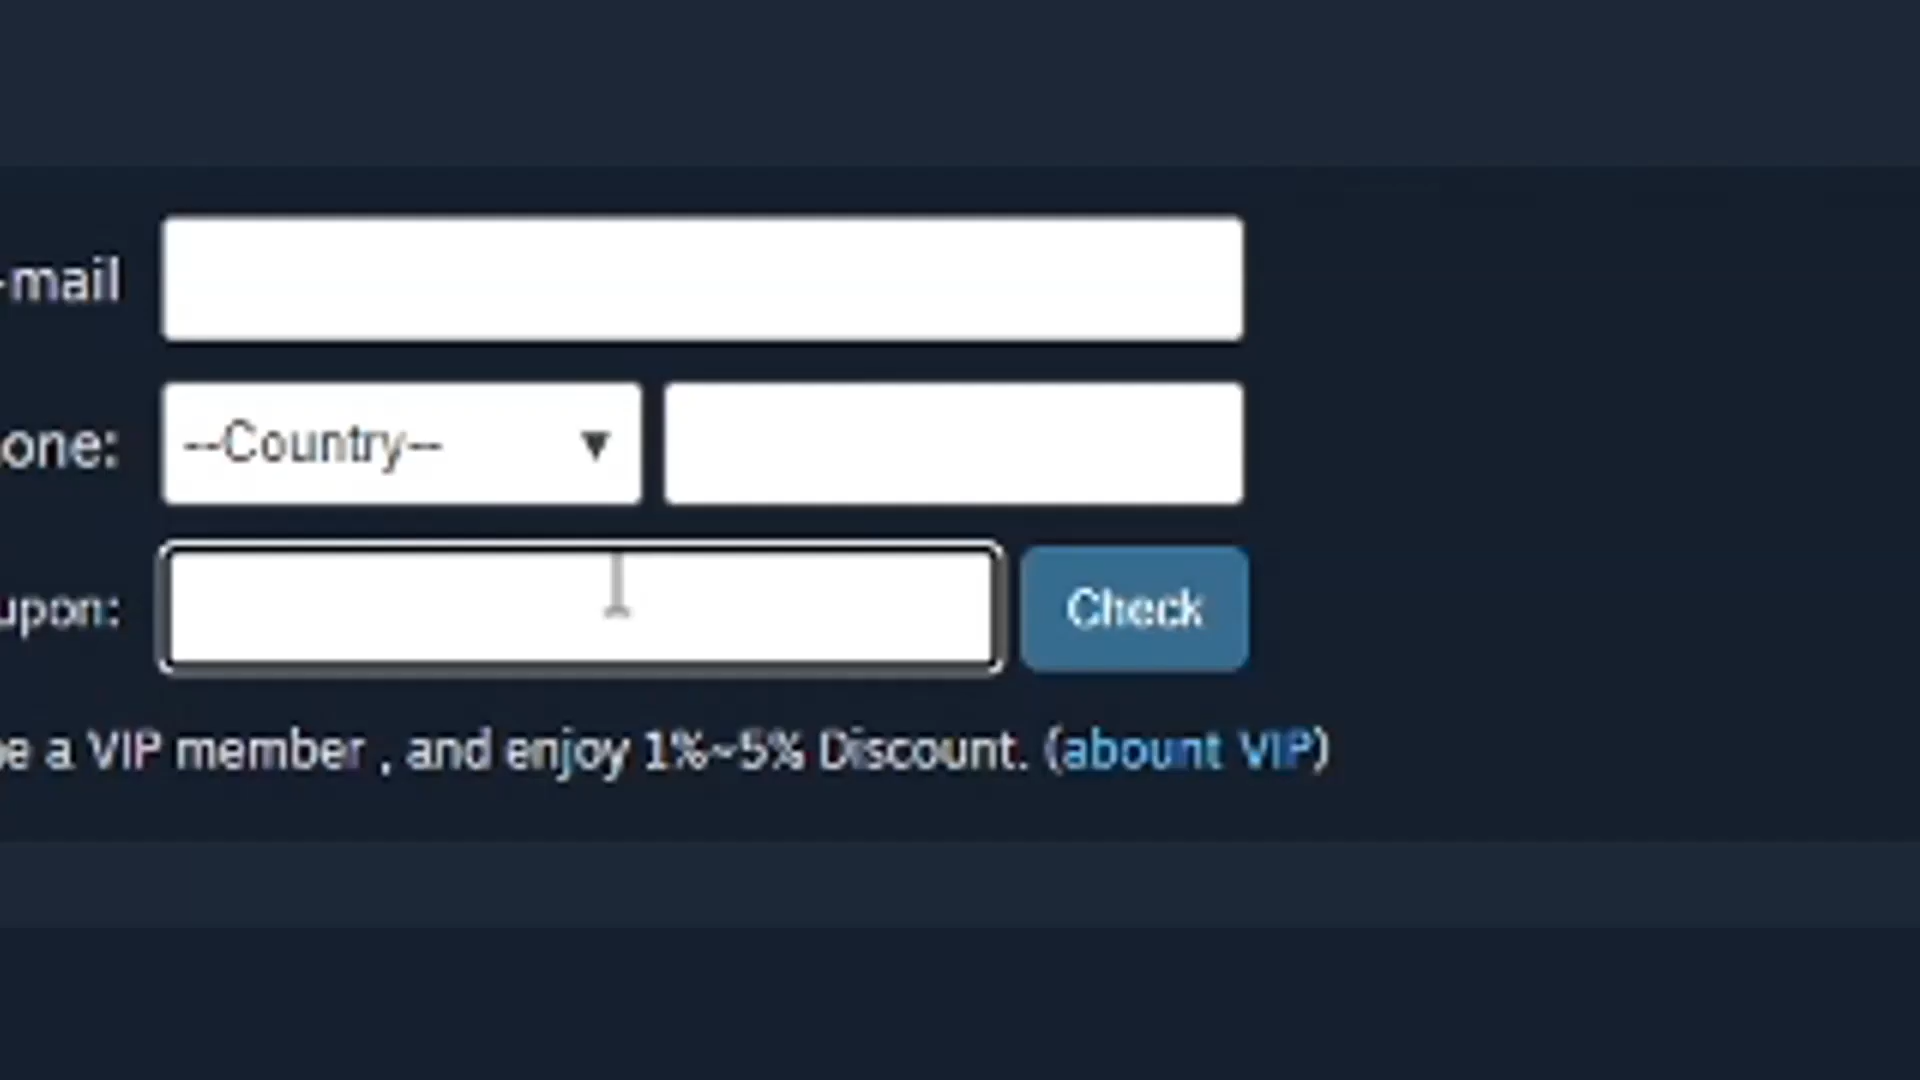 -mail
one: --Country-- ▼
upon: Check
e a VIP member , and enjoy 1%~5% Discount. (abount VIP)